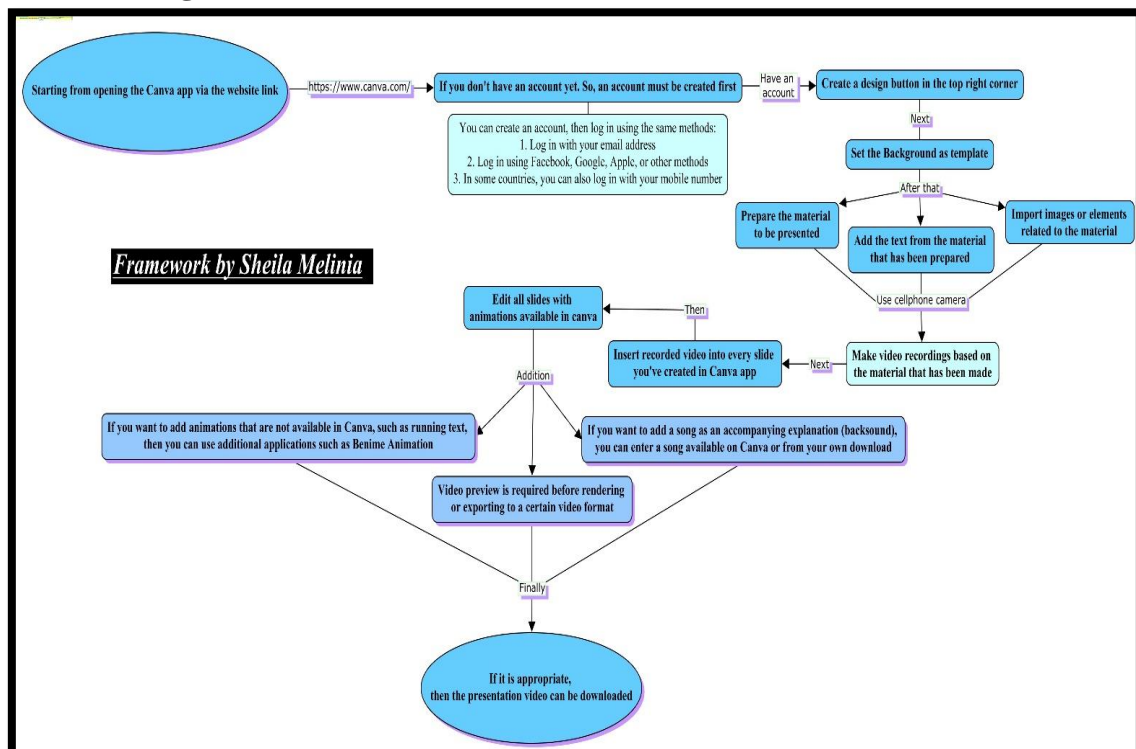 Starting from opening the Canva app via the website link
https://www.canva.com/
If you don't have an account yet. So, an account must be created first
Have an
account
Create a design button in the top right corner
You can create an account, then log in using the same methods:
1. Log in with your email address
2. Log in using Facebook, Google, Apple, or other methods
3. In some countries, you can also log in with your mobile number
Next
Set the Background as template
After that
Prepare the material
to be presented
Add the text from the material
that has been prepared
Import images or elements
related to the material
Framework by Sheila Melinia
Use cellphone camera
Make video recordings based on
the material that has been made
Next
Insert recorded video into every slide
you've created in Canva app
Then
Edit all slides with
animations available in canva
Addition
If you want to add animations that are not available in Canva, such as running text,
then you can use additional applications such as Benime Animation
Video preview is required before rendering
or exporting to a certain video format
If you want to add a song as an accompanying explanation (backsound),
you can enter a song available on Canva or from your own download
Finally
If it is appropriate,
then the presentation video can be downloaded